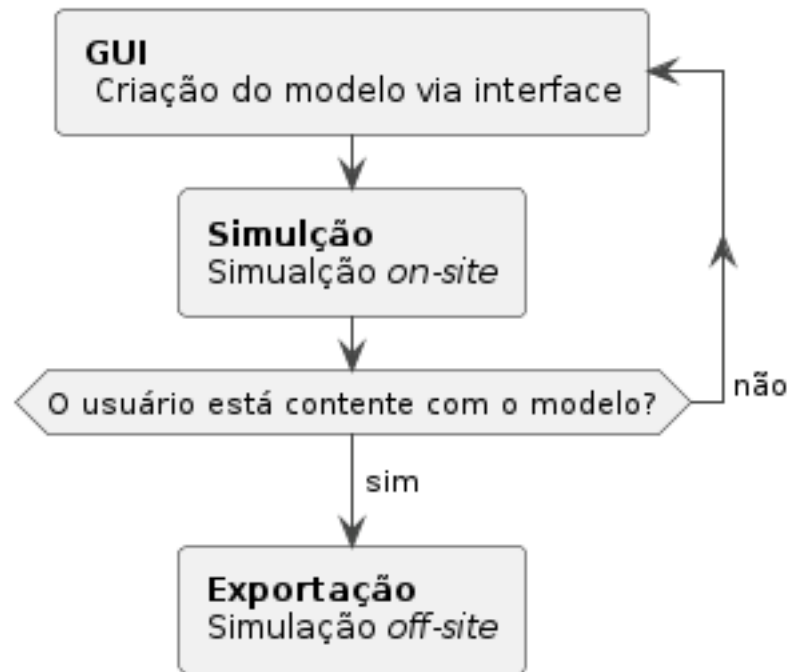 GUI
Criação do modelo via interface
Simulção
Simualção on-site
O usuário está contente com o modelo?
não
sim
Exportação
Simulação off-site